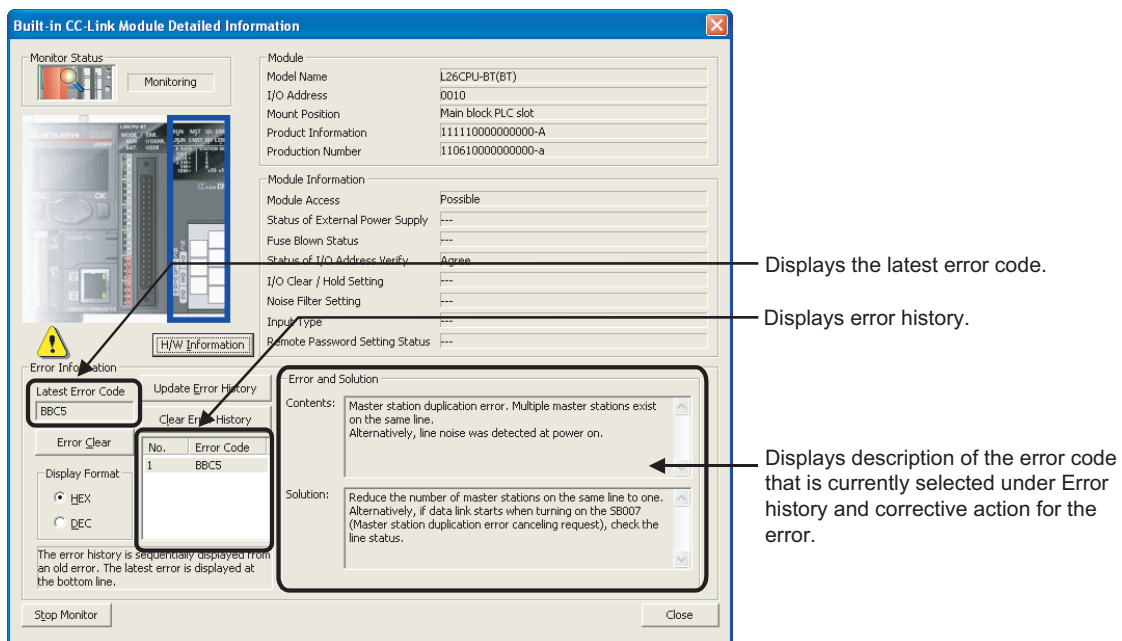 Built-in CC-Link Module Detailed Information
Monitor Status
Monitoring
Module
Model Name L26CPU-BT(BT)
I/O Address 0010
Mount Position Main block PLC slot
Product Information 111110000000000-A
Production Number 110610000000000-a
MITSUBISHI
L26CPU-BT
MODE
RUN
BAT.
ERR.
I/OERR.
USER
Module Information
Module Access Possible
Status of External Power Supply ---
Fuse Blown Status ---
Status of I/O Address Verify Agree
I/O Clear / Hold Setting ---
Noise Filter Setting ---
Input Type ---
Remote Password Setting Status ---
H/W Information
Displays the latest error code.
Displays error history.
Error Information
Latest Error Code
BBC5
Update Error History
Clear Error History
Error Clear
No. Error Code
1 BBC5
Display Format
HEX
DEC
The error history is sequentially displayed from
an old error. The latest error is displayed at
the bottom line.
Error and Solution
Contents: Master station duplication error. Multiple master stations exist
on the same line.
Alternatively, line noise was detected at power on.
Solution: Reduce the number of master stations on the same line to one.
Alternatively, if data link starts when turning on the SB007
(Master station duplication error canceling request), check the
line status.
Displays description of the error code
that is currently selected under Error
history and corrective action for the
error.
Stop Monitor
Close